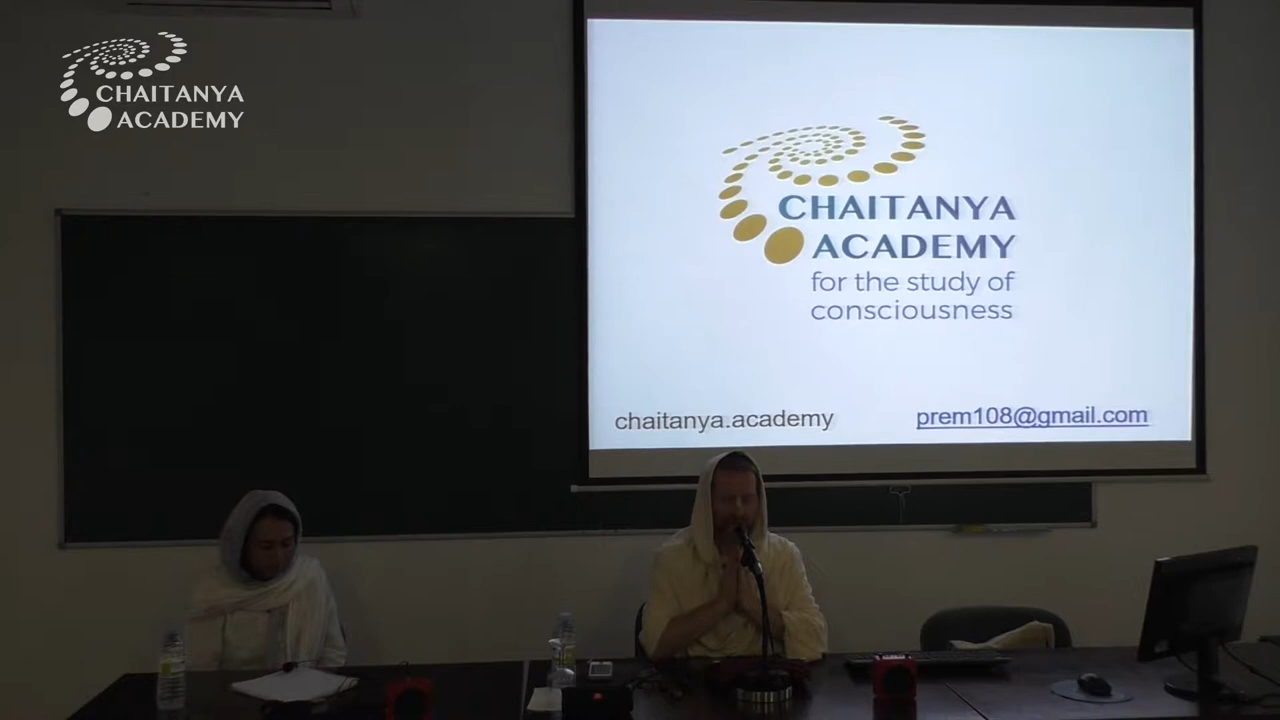 CHAITANYA
ACADEMY
CHAITANYA
ACADEMY
for the study of
consciousness
chaitanya.academy
prem108@gmail.com